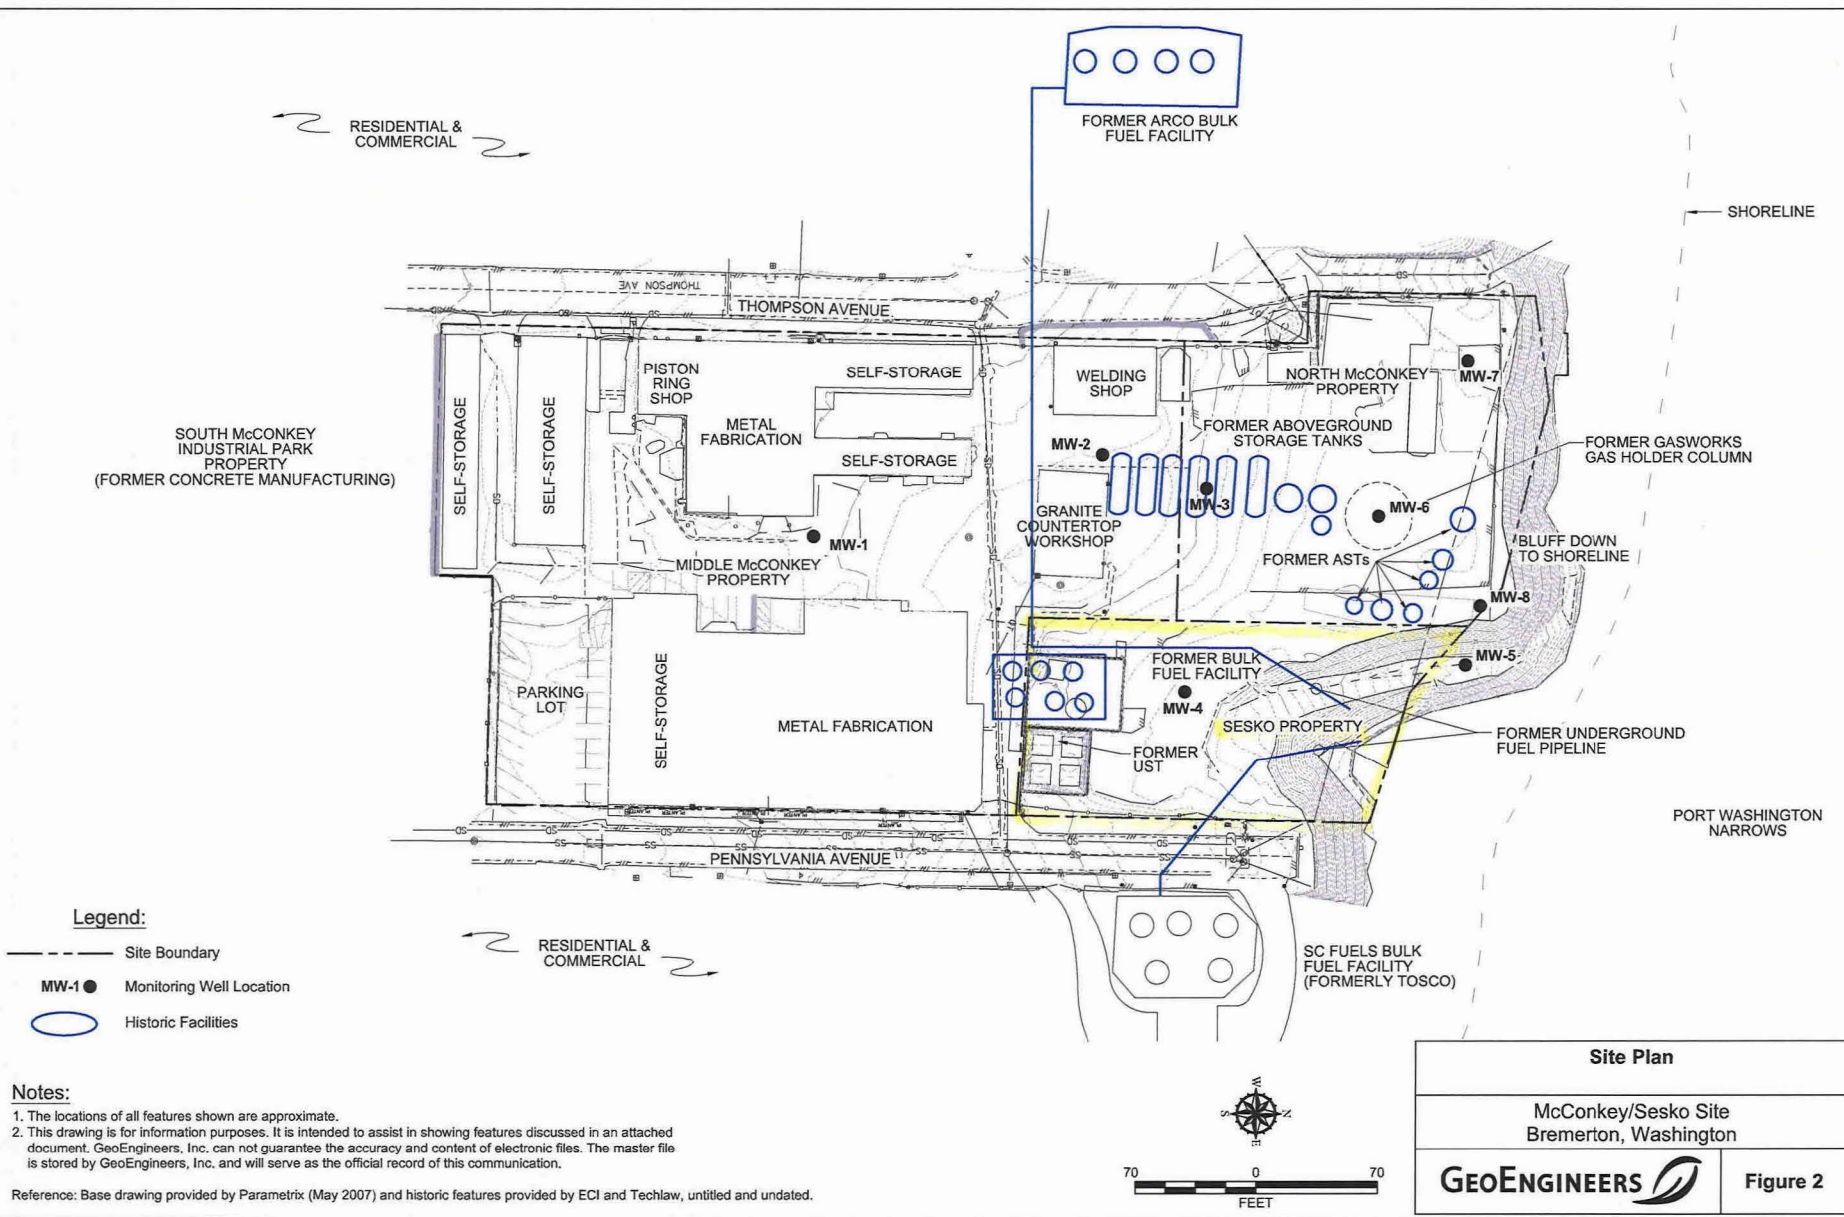 FORMER ARCO BULK
FUEL FACILITY
RESIDENTIAL &
COMMERCIAL
SHORELINE
THOMPSON AVE
THOMPSON AVENUE
SOUTH McCONKEY
INDUSTRIAL PARK
PROPERTY
(FORMER CONCRETE MANUFACTURING)
SELF-STORAGE
SELF-STORAGE
PISTON
RING
SHOP
METAL
FABRICATION
SELF-STORAGE
SELF-STORAGE
WELDING
SHOP
NORTH McCONKEY
PROPERTY
MW-7
FORMER ABOVEGROUND
STORAGE TANKS
MW-2
MW-3
MW-6
FORMER GASWORKS
GAS HOLDER COLUMN
GRANITE
COUNTERTOP
WORKSHOP
MW-1
MIDDLE McCONKEY
PROPERTY
FORMER ASTs
BLUFF DOWN
TO SHORELINE
MW-8
MW-5
FORMER BULK
FUEL FACILITY
MW-4
SESKO PROPERTY
FORMER UNDERGROUND
FUEL PIPELINE
FORMER
UST
PARKING
LOT
SELF-STORAGE
METAL FABRICATION
PORT WASHINGTON
NARROWS
PLANTER
PLANTER
PLANTER
PLANTER
SD
SS
PENNSYLVANIA AVENUE
RESIDENTIAL &
COMMERCIAL
SC FUELS BULK
FUEL FACILITY
(FORMERLY TOSCO)
Legend:
Site Boundary
MW-1 Monitoring Well Location
Historic Facilities
Notes:
1. The locations of all features shown are approximate.
2. This drawing is for information purposes. It is intended to assist in showing features discussed in an attached
document. GeoEngineers, Inc. can not guarantee the accuracy and content of electronic files. The master file
is stored by GeoEngineers, Inc. and will serve as the official record of this communication.
Reference: Base drawing provided by Parametrix (May 2007) and historic features provided by ECI and Techlaw, untitled and undated.
W
S N
E
70 0 70
FEET
Site Plan
McConkey/Sesko Site
Bremerton, Washington
GEOENGINEERS
Figure 2